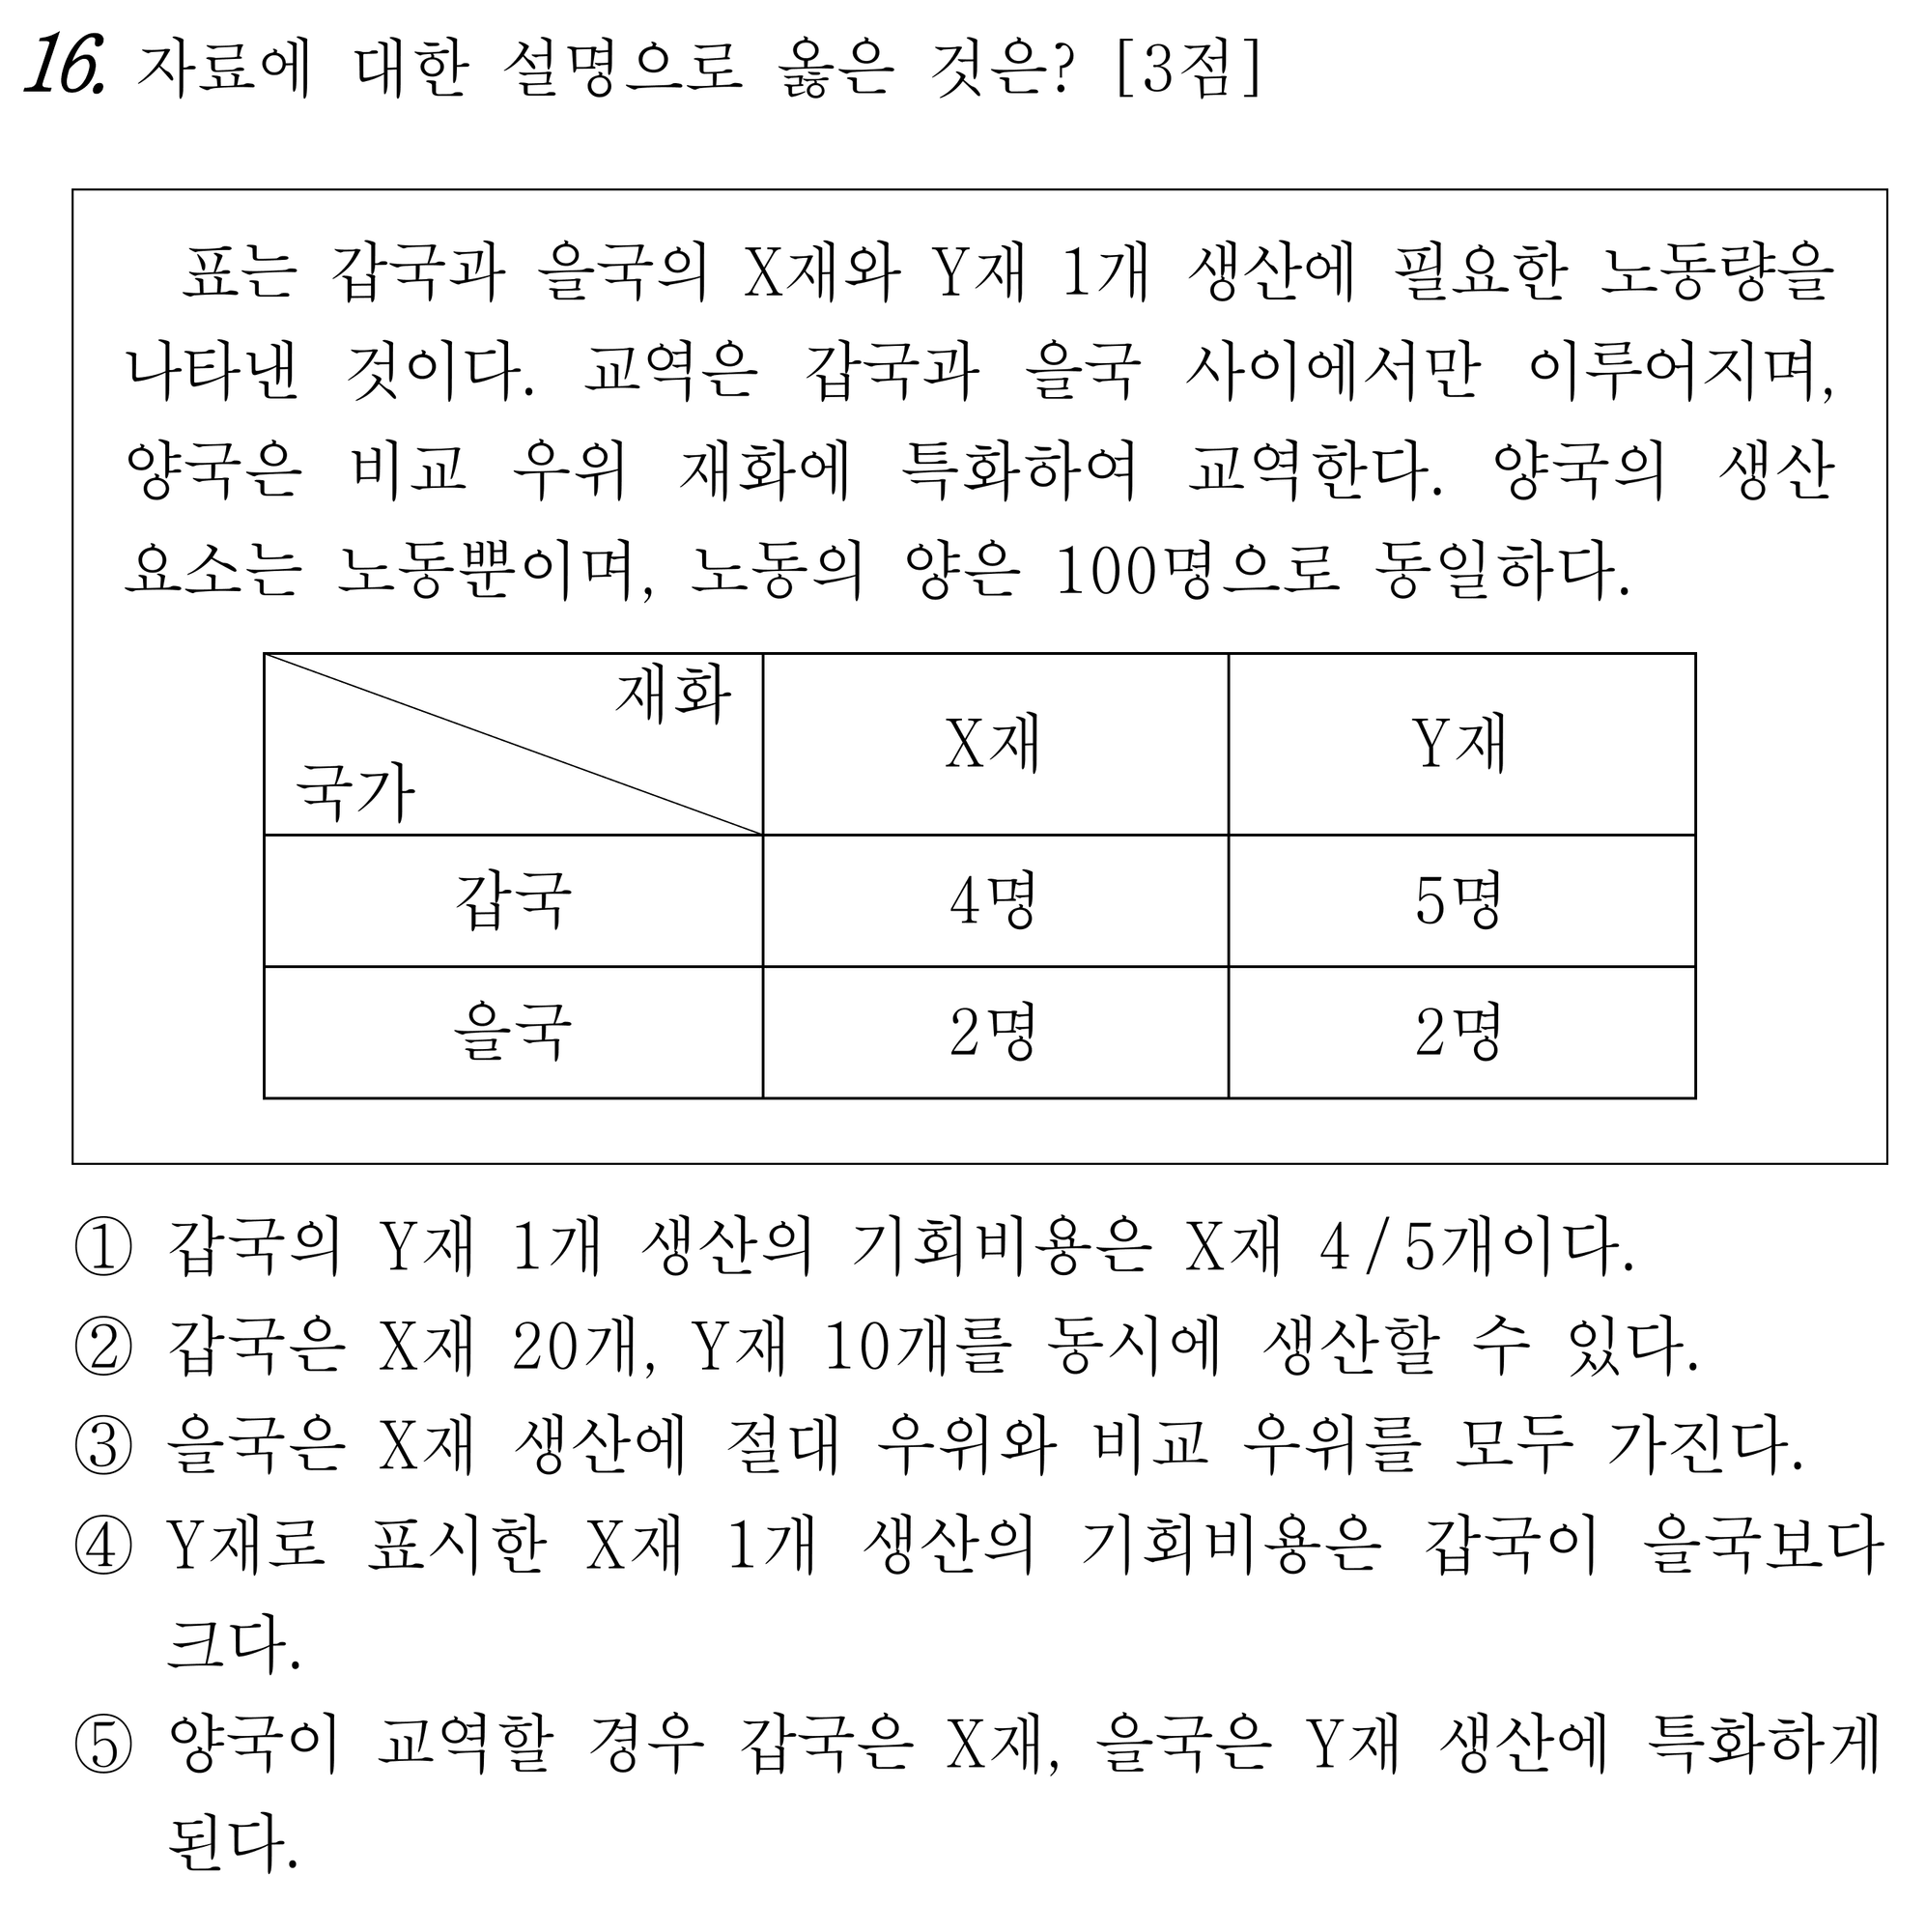 16. 자료에 대한 설명으로 옳은 것은? [3점]
표는 갑국과 을국의 X재와 Y재 1개 생산에 필요한 노동량을
나타낸 것이다. 교역은 갑국과 을국 사이에서만 이루어지며,
양국은 비교 우위 재화에 특화하여 교역한다. 양국의 생산
요소는 노동뿐이며, 노동의 양은 100명으로 동일하다.
재화
국가
X재
Y재
갑국 4명 5명
을국 2명 2명
① 갑국의 Y재 1개 생산의 기회비용은 X재 4/5개이다.
② 갑국은 X재 20개, Y재 10개를 동시에 생산할 수 있다.
③ 을국은 X재 생산에 절대 우위와 비교 우위를 모두 가진다.
④ Y재로 표시한 X재 1개 생산의 기회비용은 갑국이 을국보다
크다.
⑤ 양국이 교역할 경우 갑국은 X재, 을국은 Y재 생산에 특화하게
된다.